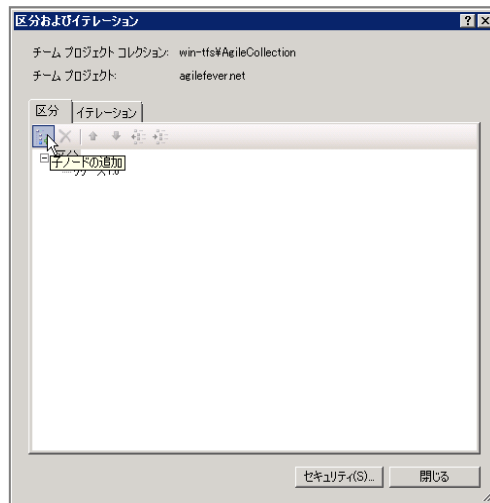 区分およびイテレーション
チーム プロジェクト コレクション: win-tfs¥AgileCollection
チーム プロジェクト: agilefever.net
区分 イテレーション
子ノードの追加
セキュリティ(S)... 閉じる